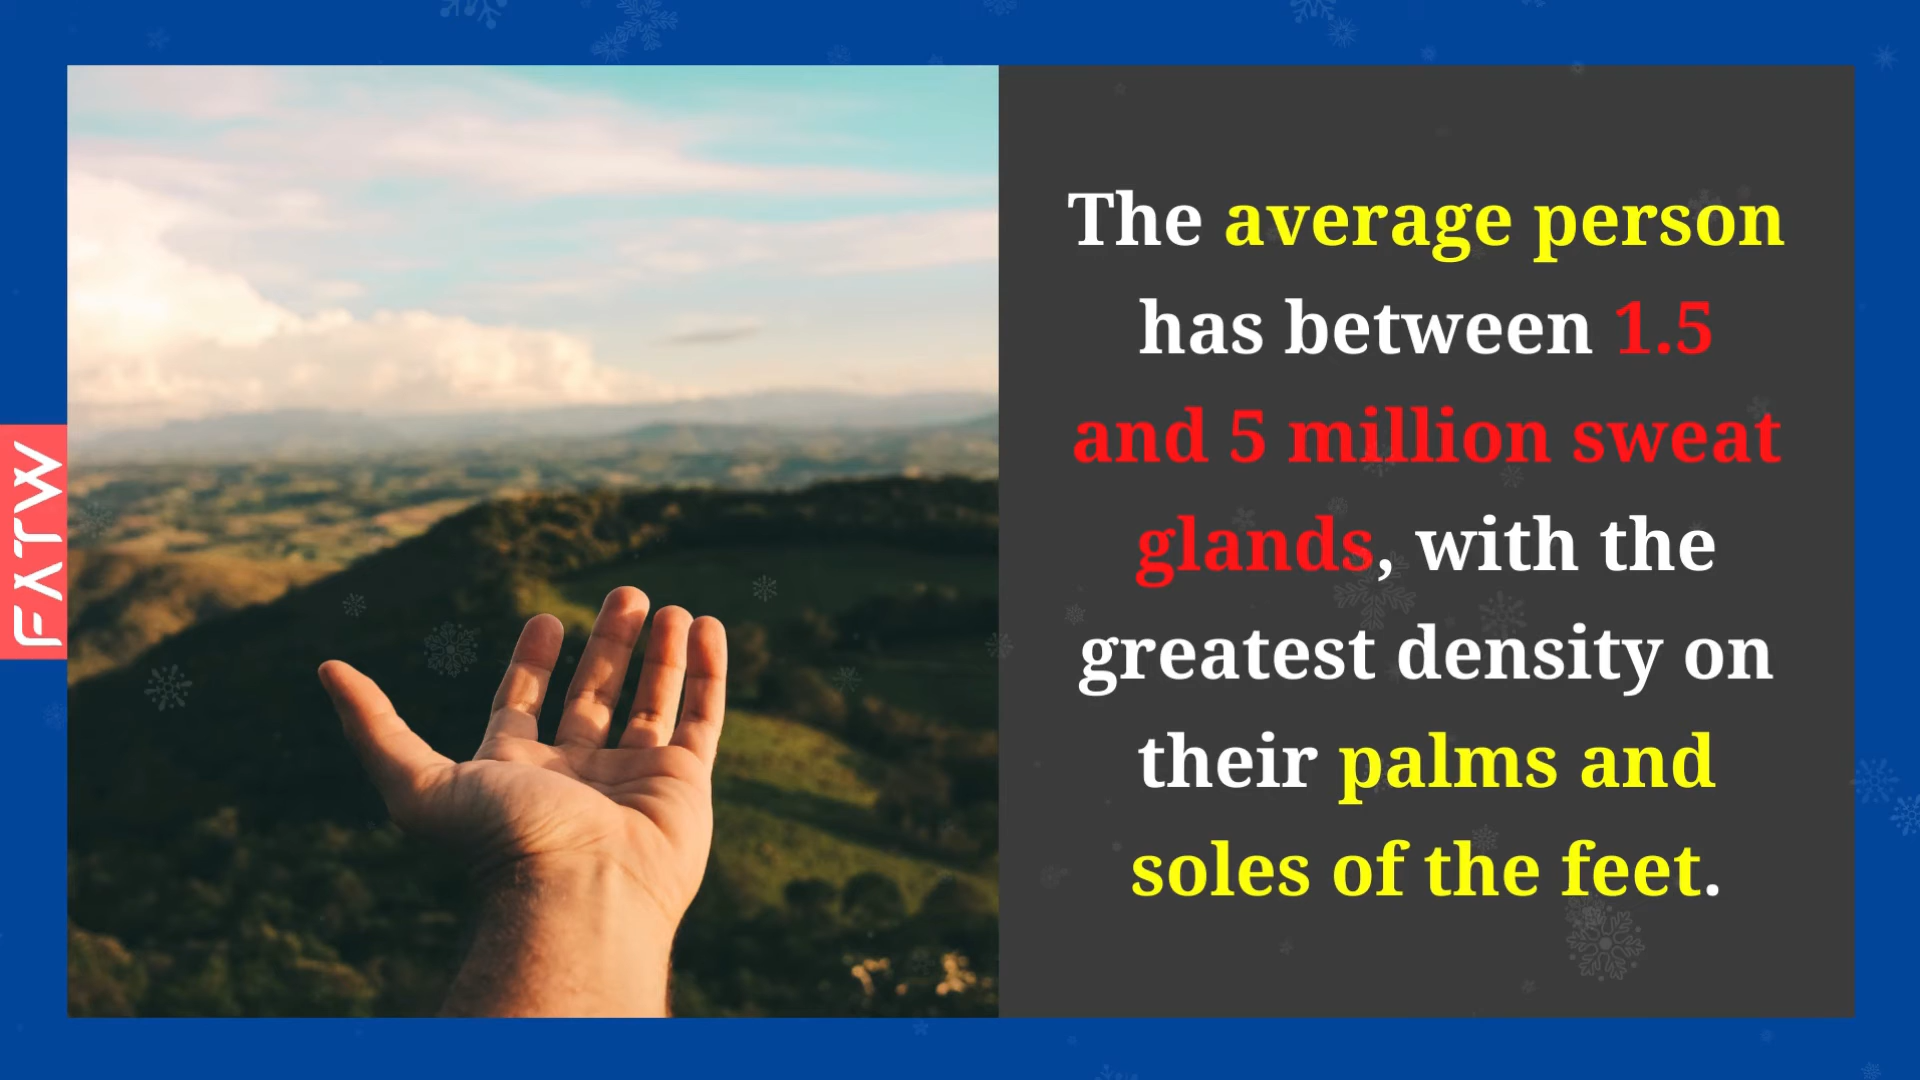 The average person
has between 1.5
and 5 million sweat
glands, with the
greatest density on
their palms and
soles of the feet.
FATW